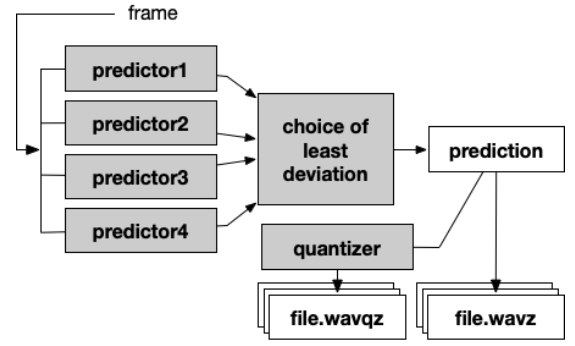 frame
predictor1
predictor2
predictor3
predictor4
choice of
least
deviation
prediction
quantizer
file.wavqz
file.wavz